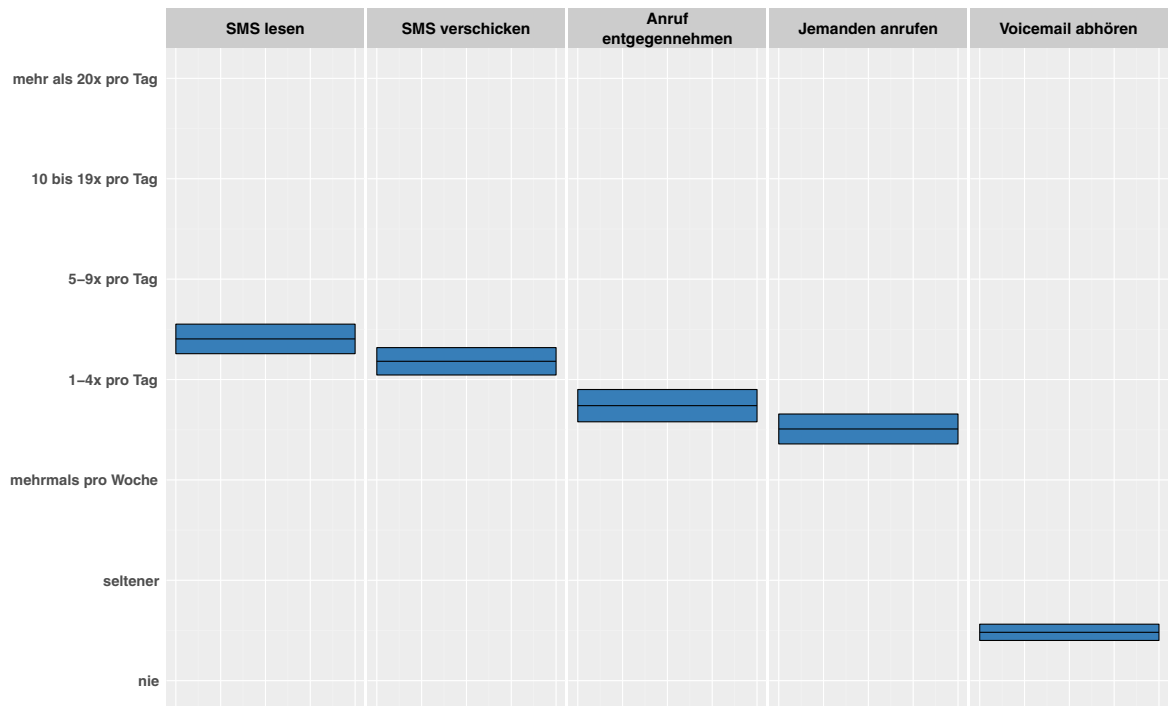 SMS lesen
SMS verschicken
Anruf
entgegennehmen
Jemanden anrufen
Voicemail abhören
mehr als 20x pro Tag
10 bis 19x pro Tag
5–9x pro Tag
1–4x pro Tag
mehrmals pro Woche
seltener
nie